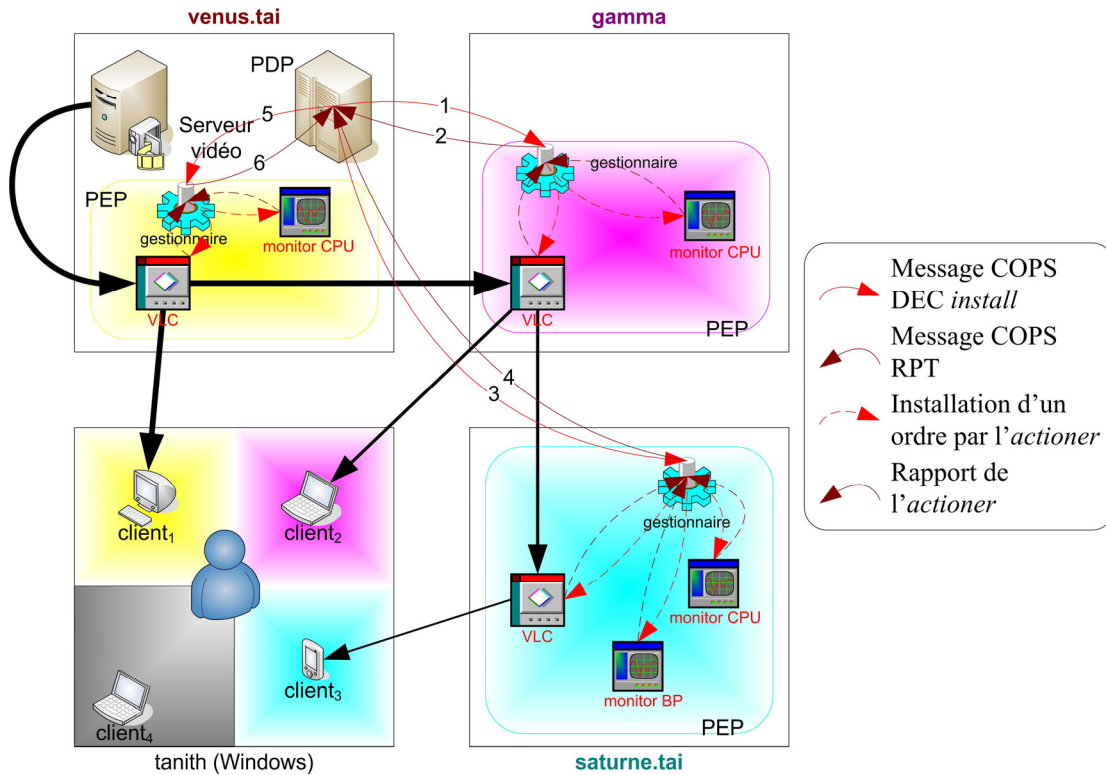 venus.tai
gamma
PDP
Serveur
vidéo
5
1
6
2
PEP
gestionnaire
monitor CPU
VLC
gestionnaire
monitor CPU
VLC
PEP
4
3
client1
client2
client3
client4
tanith (Windows)
gestionnaire
VLC
monitor CPU
monitor BP
PEP
saturne.tai
Message COPS
DEC install
Message COPS
RPT
Installation d'un
ordre par l'actioner
Rapport de
l'actioner